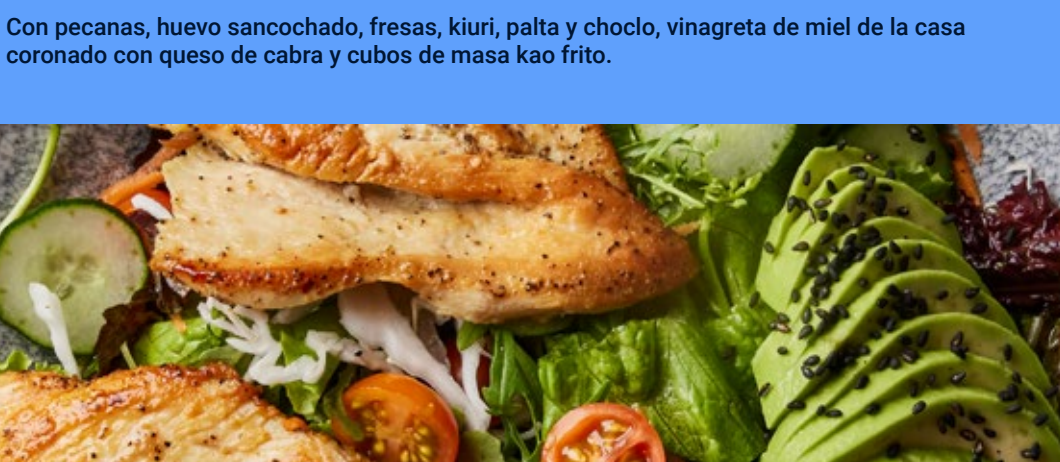 Con pecanas, huevo sancochado, fresas, kiuri, palta y choclo, vinagreta de miel de la casa
coronado con queso de cabra y cubos de masa kao frito.